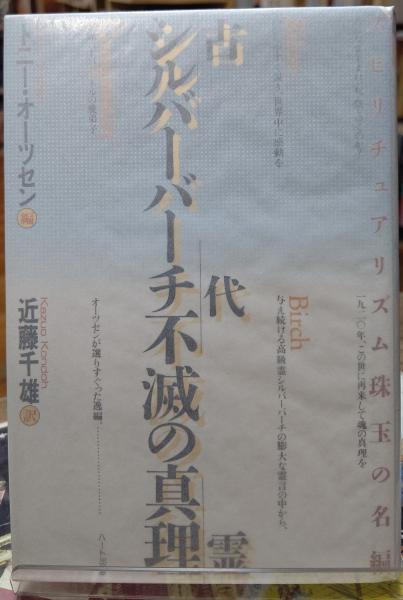 スピリチュアリズム珠玉の名編
一九二〇年、この世に再来して魂の真理を
Birch
与え続ける高級霊シルバーバーチの膨大な霊言の中から、
古代霊
シルバーバーチ不滅の真理
オーツセンが選りすぐった逸編。
トニー・オーツセン 編
Kazuo Kondoh
近藤千雄 訳
ハート出版